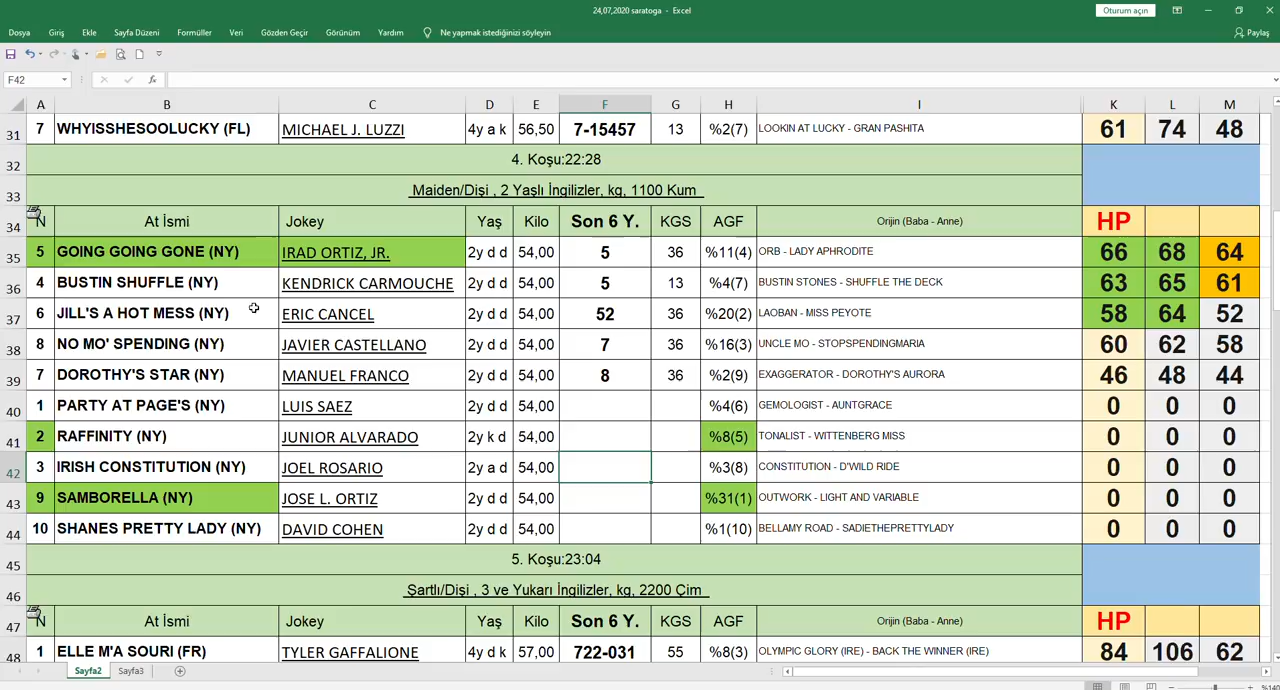 24,07,2020 saratoga - Excel
Oturum açın
Dosya Giriş Ekle Sayfa Düzeni Formüller Veri Gözden Geçir Görünüm Yardım Ne yapmak istediğinizi söyleyin Paylaş
F42 fx
A B C D E F G H I K L M
31 7 WHYISSHESOOLUCKY (FL) MICHAEL J. LUZZI 4y a k 56,50 7-15457 13 %2(7) LOOKIN AT LUCKY - GRAN PASHITA 61 74 48
32 4. Koşu:22:28
33 Maiden/Dişi , 2 Yaşlı İngilizler, kg, 1100 Kum
34 N At İsmi Jokey Yaş Kilo Son 6 Y. KGS AGF Orijin (Baba - Anne) HP
35 5 GOING GOING GONE (NY) IRAD ORTIZ, JR. 2y d d 54,00 5 36 %11(4) ORB - LADY APHRODITE 66 68 64
36 4 BUSTIN SHUFFLE (NY) KENDRICK CARMOUCHE 2y d d 54,00 5 13 %4(7) BUSTIN STONES - SHUFFLE THE DECK 63 65 61
37 6 JILL'S A HOT MESS (NY) ERIC CANCEL 2y d d 54,00 52 36 %20(2) LAOBAN - MISS PEYOTE 58 64 52
38 8 NO MO' SPENDING (NY) JAVIER CASTELLANO 2y d d 54,00 7 36 %16(3) UNCLE MO - STOPSPENDINGMARIA 60 62 58
39 7 DOROTHY'S STAR (NY) MANUEL FRANCO 2y d d 54,00 8 36 %2(9) EXAGGERATOR - DOROTHY'S AURORA 46 48 44
40 1 PARTY AT PAGE'S (NY) LUIS SAEZ 2y d d 54,00 %4(6) GEMOLOGIST - AUNTGRACE 0 0 0
41 2 RAFFINITY (NY) JUNIOR ALVARADO 2y k d 54,00 %8(5) TONALIST - WITTENBERG MISS 0 0 0
42 3 IRISH CONSTITUTION (NY) JOEL ROSARIO 2y a d 54,00 %3(8) CONSTITUTION - D'WILD RIDE 0 0 0
43 9 SAMBORELLA (NY) JOSE L. ORTIZ 2y d d 54,00 %31(1) OUTWORK - LIGHT AND VARIABLE 0 0 0
44 10 SHANES PRETTY LADY (NY) DAVID COHEN 2y d d 54,00 %1(10) BELLAMY ROAD - SADIETHEPRETTYLADY 0 0 0
45 5. Koşu:23:04
46 Şartlı/Dişi , 3 ve Yukarı İngilizler, kg, 2200 Çim
47 N At İsmi Jokey Yaş Kilo Son 6 Y. KGS AGF Orijin (Baba - Anne) HP
48 1 ELLE M'A SOURI (FR) TYLER GAFFALIONE 4y d k 57,00 722-031 55 %8(3) OLYMPIC GLORY (IRE) - BACK THE WINNER (IRE) 84 106 62
Sayfa2 Sayfa3
%140